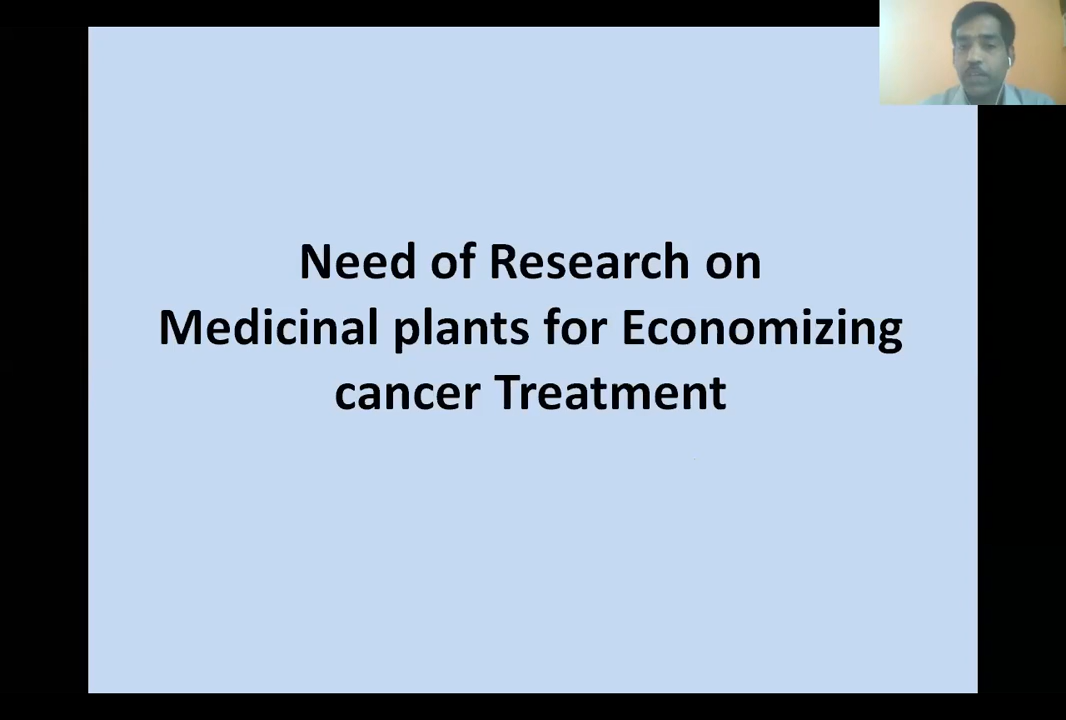 Need of Research on
Medicinal plants for Economizing
cancer Treatment